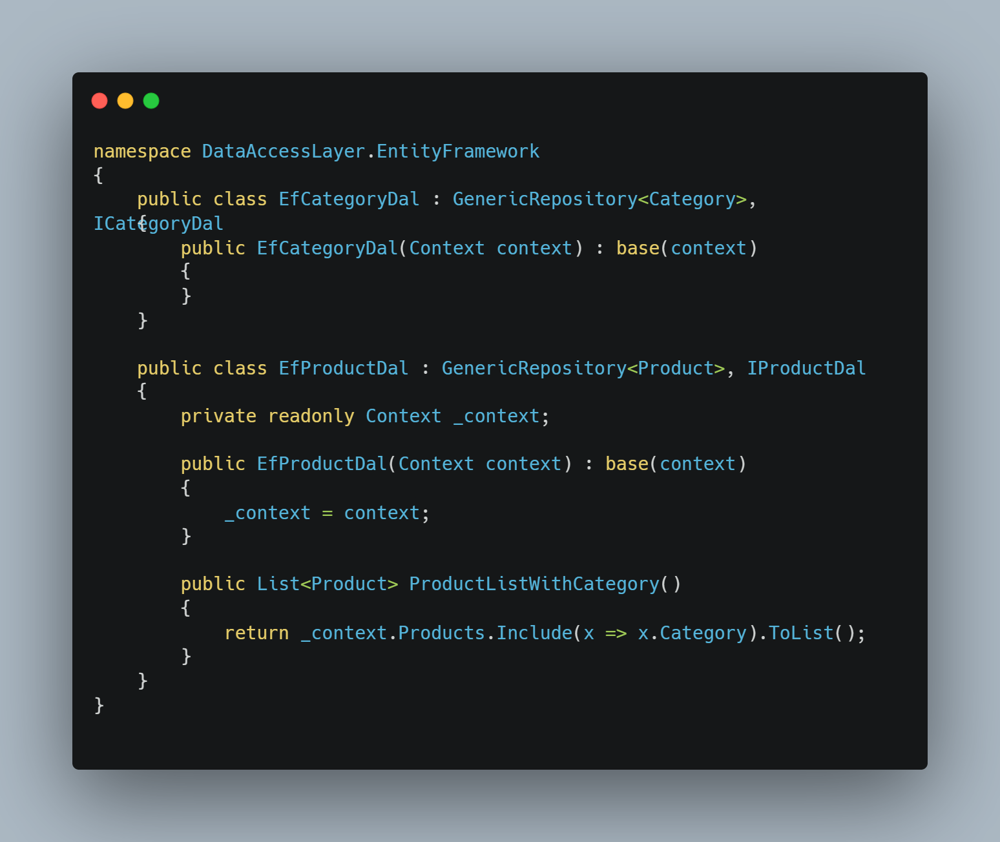 namespace DataAccessLayer.EntityFramework
{
    public class EfCategoryDal : GenericRepository<Category>,
ICategoryDal
    {
        public EfCategoryDal(Context context) : base(context)
        {
        }
    }

    public class EfProductDal : GenericRepository<Product>, IProductDal
    {
        private readonly Context _context;

        public EfProductDal(Context context) : base(context)
        {
            _context = context;
        }

        public List<Product> ProductListWithCategory()
        {
            return _context.Products.Include(x => x.Category).ToList();
        }
    }
}